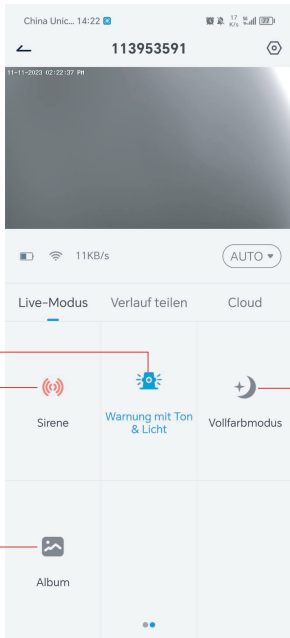 China Unic... 14:22
17 K/s
113953591
11-11-2023 02:22:37 PM
11KB/s
AUTO
Live-Modus Verlauf teilen Cloud
Sirene
Warnung mit Ton
& Licht
Vollfarbmodus
Album